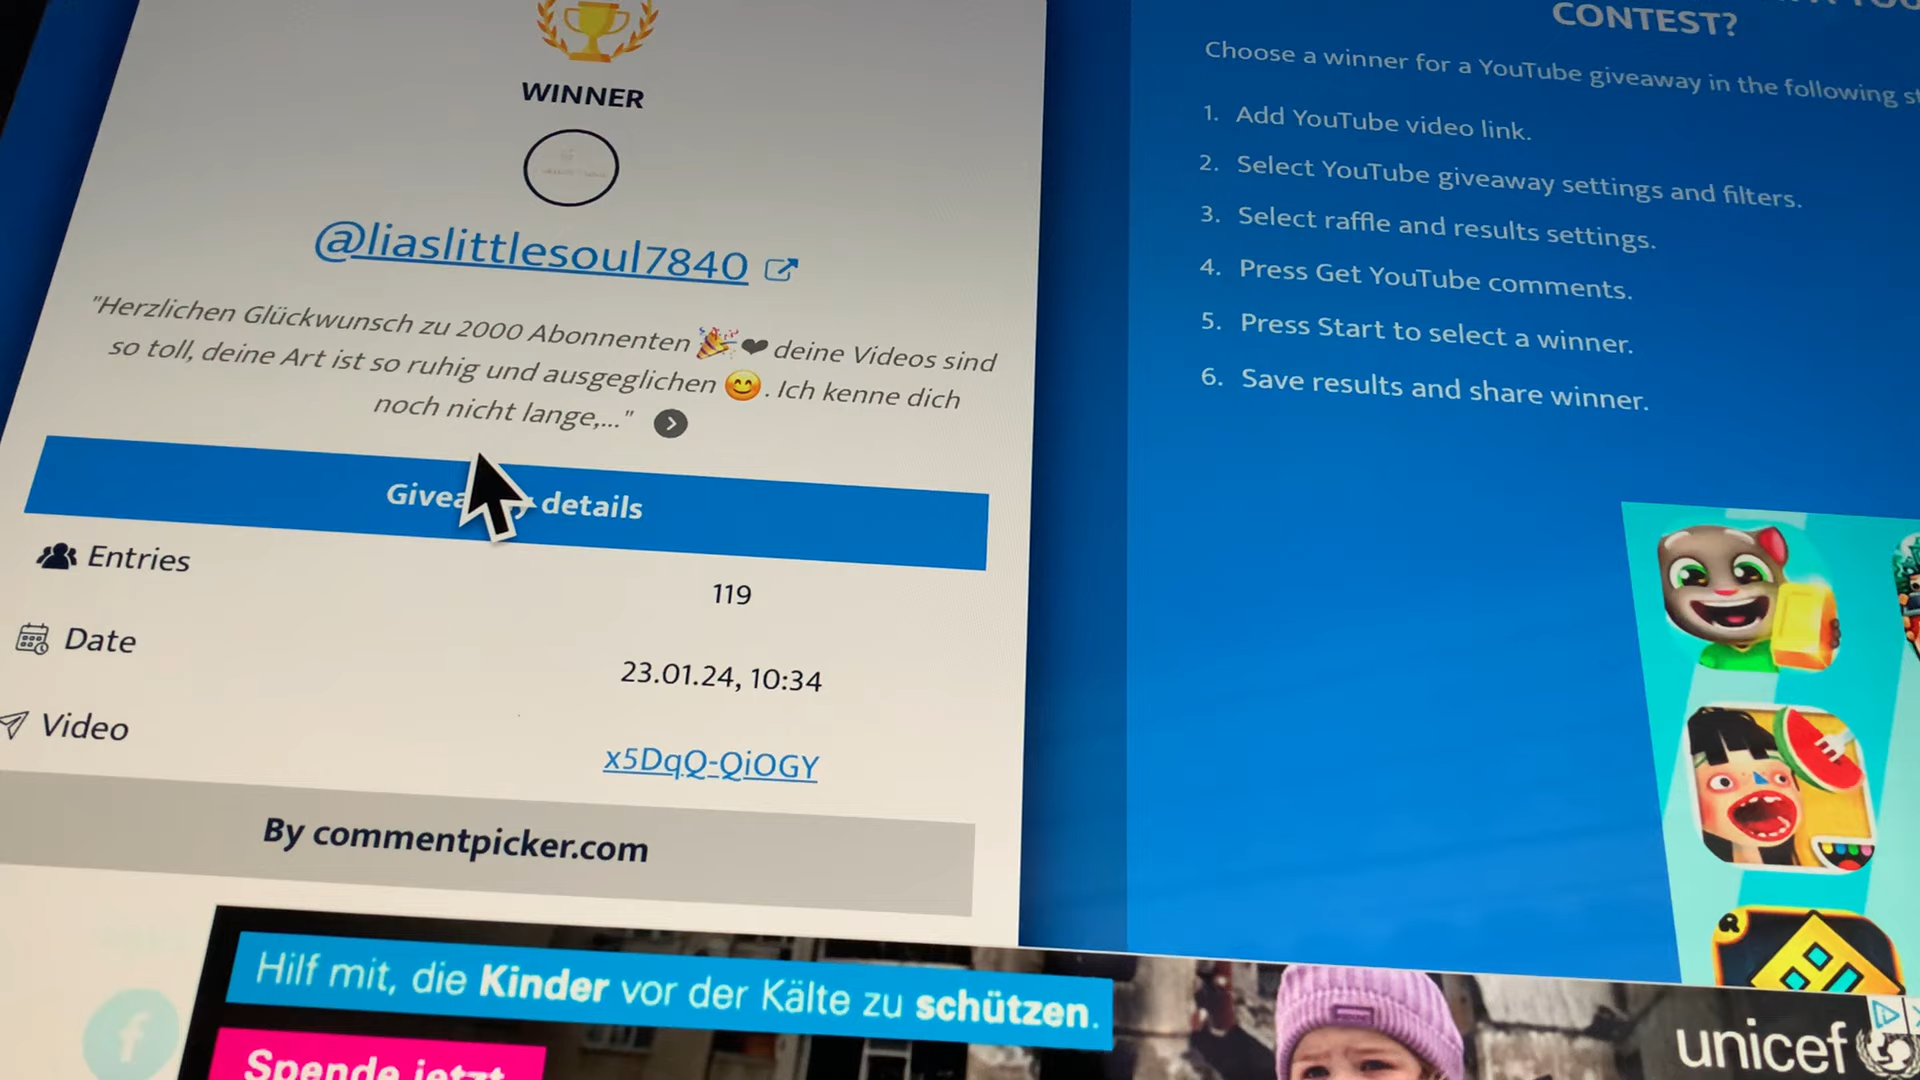 WINNER
@liaslittlesoul7840
"Herzlichen Glückwunsch zu 2000 Abonnenten 🎉❤ deine Videos sind
so toll, deine Art ist so ruhig und ausgeglichen 😊. Ich kenne dich
noch nicht lange,..."
details
Entries
119
Date
23.01.24, 10:34
Video
x5DqQ-QiOGY
By commentpicker.com
CONTEST?
Choose a winner for a YouTube giveaway in the following
1. Add YouTube video link.
2. Select YouTube giveaway settings and filters.
3. Select raffle and results settings.
4. Press Get YouTube comments.
5. Press Start to select a winner.
6. Save results and share winner.
Hilf mit, die Kinder vor der Kälte zu schützen.
Spende jetzt
unicef